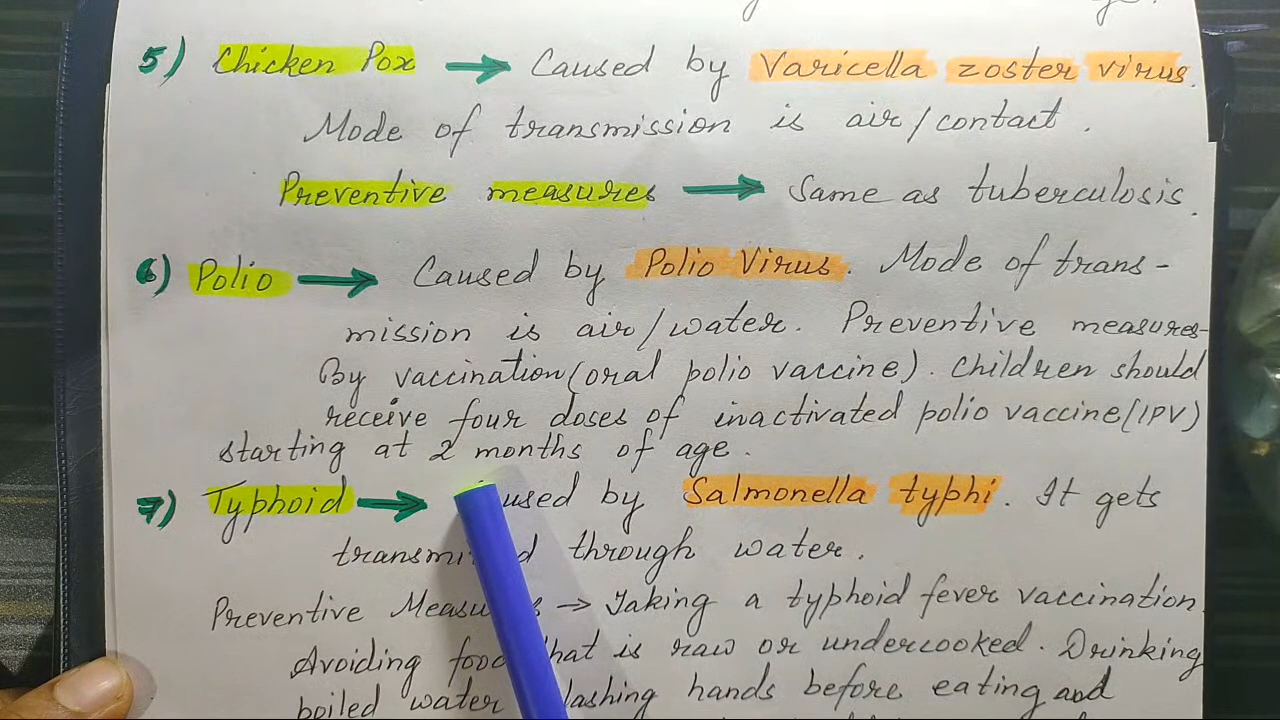 5) Chicken Pox → Caused by Varicella zoster virus.
Mode of transmission is air/contact.
Preventive measures → Same as tuberculosis.
6) Polio → Caused by Polio Virus. Mode of trans-
mission is air/water. Preventive measures-
By vaccination (oral polio vaccine). Children should
receive four doses of inactivated polio vaccine (IPV)
starting at 2 months of age.
7) Typhoid → used by Salmonella typhi. It gets
transmi d through water.
Preventive Measu s → Taking a typhoid fever vaccination.
Avoiding food that is raw or undercooked. Drinking
boiled water ashing hands before eating and